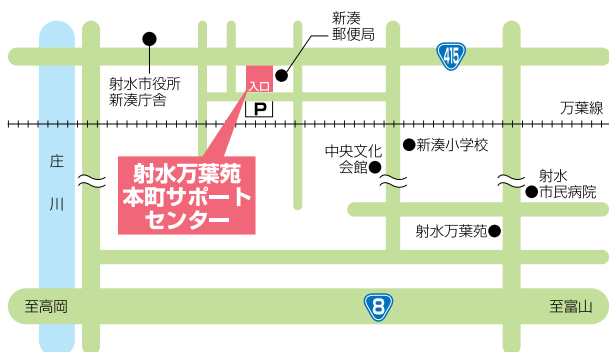 新湊
郵便局
415
射水市役所
新湊庁舎
入口
P
万葉線
庄
川
射水万葉苑
本町サポート
センター
中央文化
会館
新湊小学校
射水
市民病院
射水万葉苑
至高岡
8
至富山